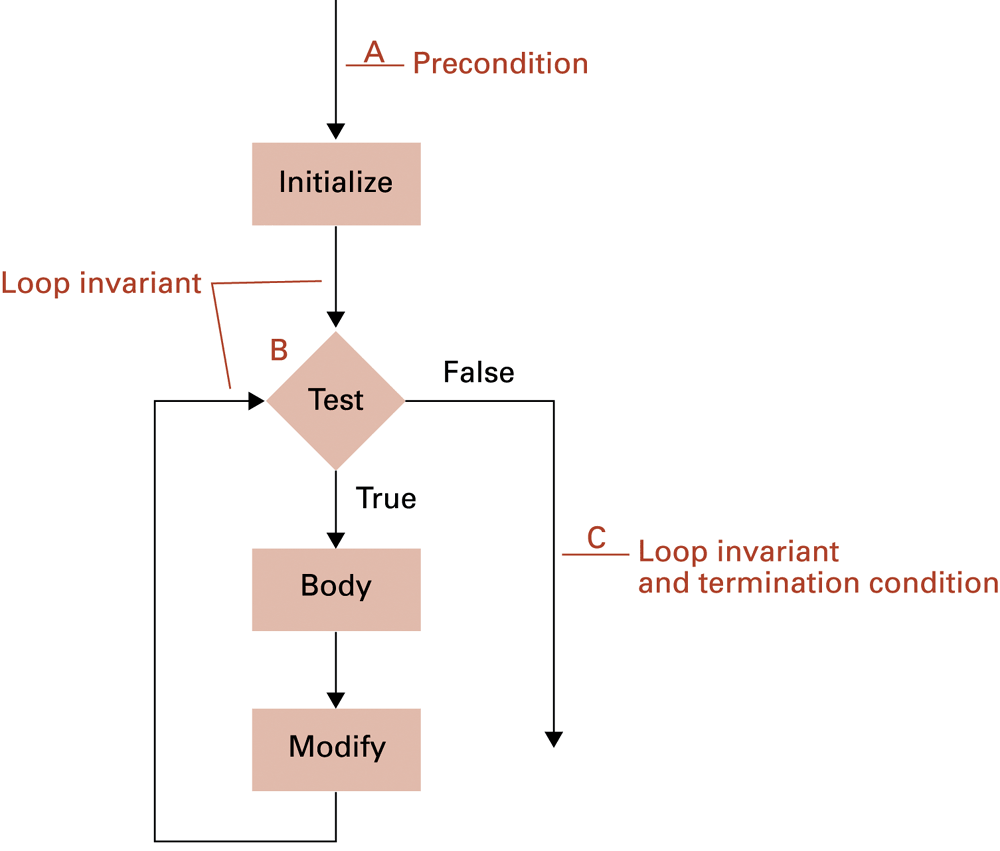 A
Precondition
Initialize
Loop invariant
B
False
Test
True
C
Loop invariant
and termination condition
Body
Modify